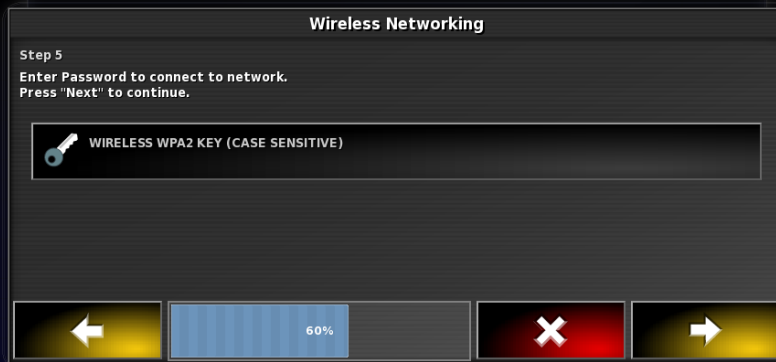 Wireless Networking
Step 5
Enter Password to connect to network.
Press "Next" to continue.
WIRELESS WPA2 KEY (CASE SENSITIVE)
60%